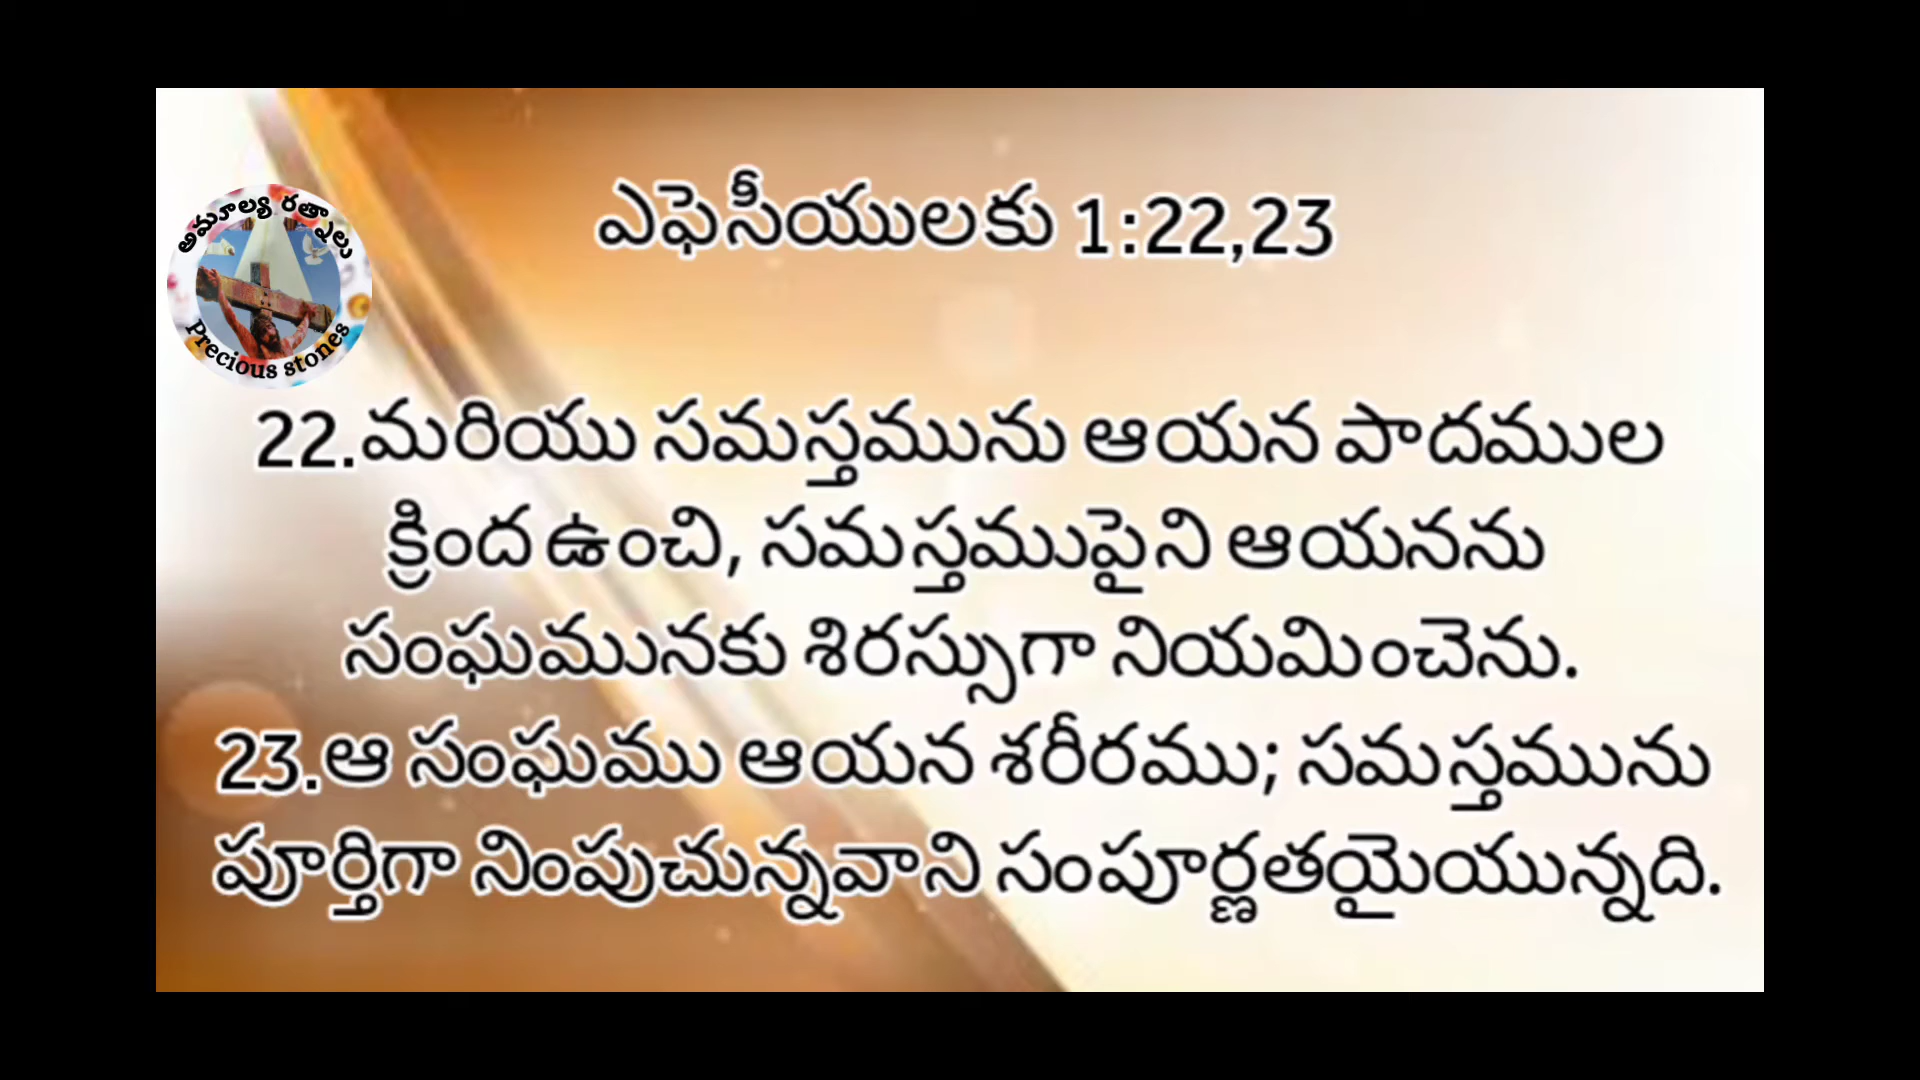 అమూల్య రత్నాలు
Precious stones
ఎఫెసీయులకు 1:22,23
22.మరియు సమస్తమును ఆయన పాదముల
క్రింద ఉంచి, సమస్తముపైని ఆయనను
సంఘమునకు శిరస్సుగా నియమించెను.
23.ఆ సంఘము ఆయన శరీరము; సమస్తమును
పూర్తిగా నింపుచున్నవాని సంపూర్ణతయైయున్నది.